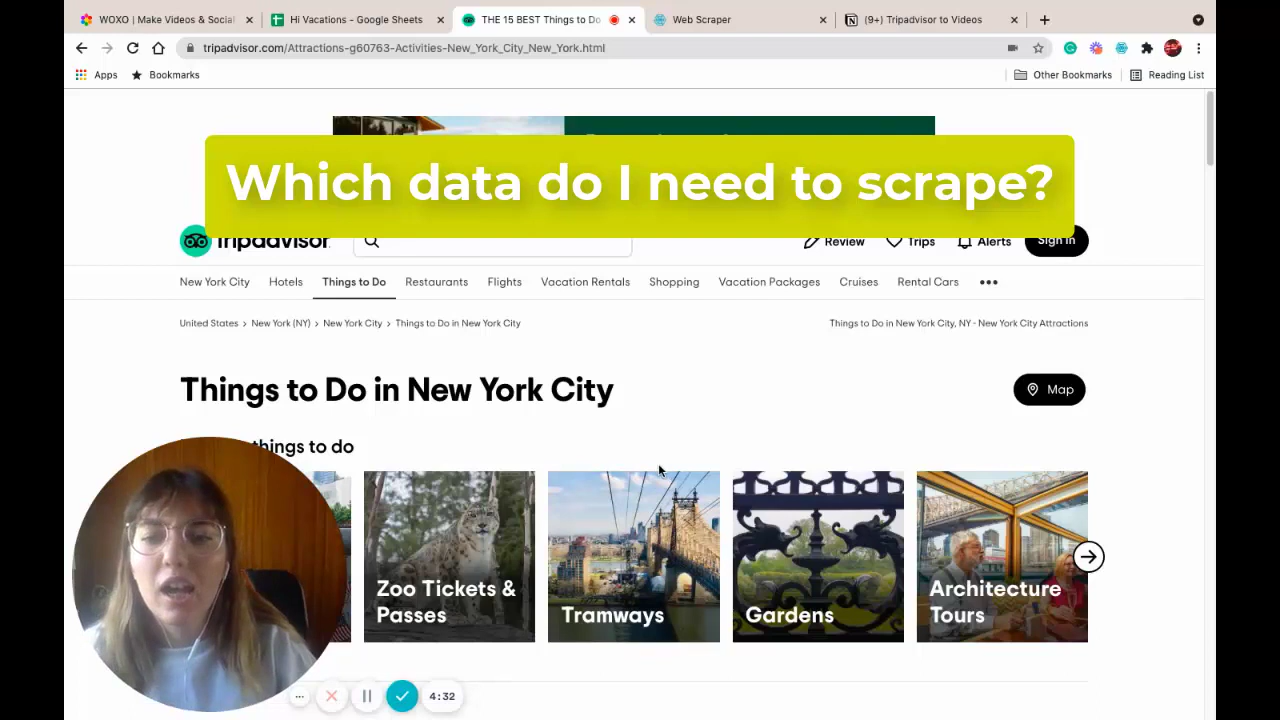 WOXO | Make Videos & Social
Hi Vacations - Google Sheets
THE 15 BEST Things to Do
Web Scraper
(9+) Tripadvisor to Videos
tripadvisor.com/Attractions-g60763-Activities-New_York_City_New_York.html
Apps
Bookmarks
Other Bookmarks
Reading List
Which data do I need to scrape?
Tripadvisor
Review
Trips
Alerts
Sign in
New York City
Hotels
Things to Do
Restaurants
Flights
Vacation Rentals
Shopping
Vacation Packages
Cruises
Rental Cars
United States › New York (NY) › New York City › Things to Do in New York City
Things to Do in New York City, NY - New York City Attractions
Things to Do in New York City
Map
things to do
Zoo Tickets &
Passes
Tramways
Gardens
Architecture
Tours
4:32